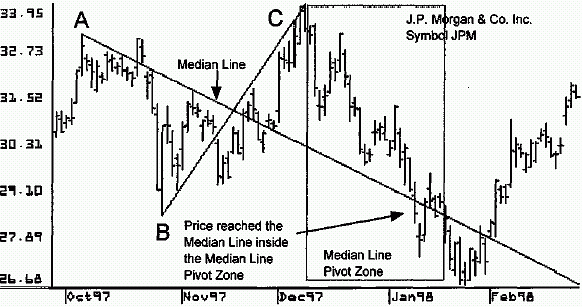 33.95
32.73
31.52
30.31
29.10
27.89
26.68
A
C
B
J.P. Morgan & Co. Inc.
Symbol JPM
Median Line
Price reached the
Median Line inside
the Median Line
Pivot Zone
Median Line
Pivot Zone
Oct97
Nov97
Dec97
Jan98
Feb98